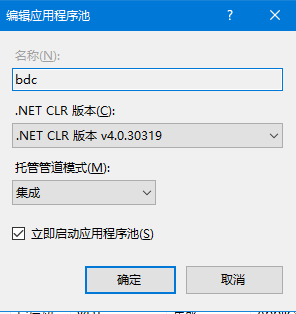 编辑应用程序池
?
×
名称(N):
bdc
.NET CLR 版本(C):
.NET CLR 版本 v4.0.30319
托管管道模式(M):
集成
立即启动应用程序池(S)
确定
取消